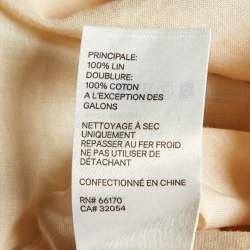 PRINCIPALE:
100% LIN
DOUBLURE:
100% COTON
A L'EXCEPTION DES
GALONS
NETTOYAGE À SEC
UNIQUEMENT
REPASSER AU FER FROID
NE PAS UTILISER DE
DÉTACHANT
CONFECTIONNÉ EN CHINE
RN# 66170
CA# 32054